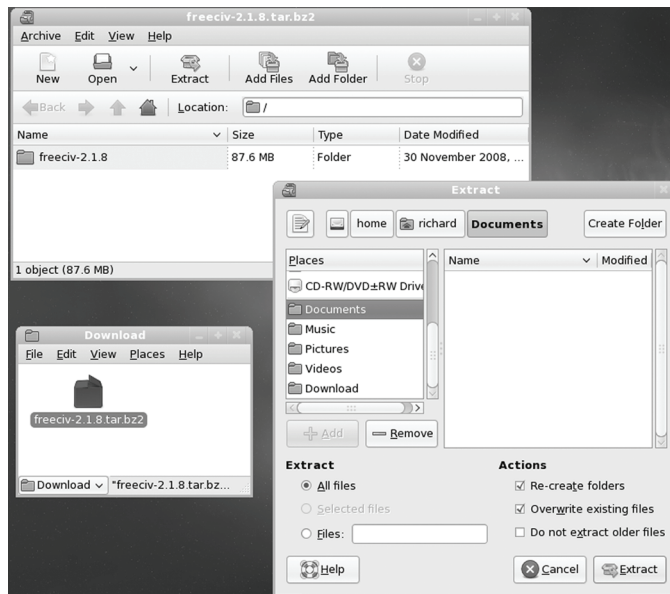 freeciv-2.1.8.tar.bz2
Archive Edit View Help
New Open Extract Add Files Add Folder Stop
Back Location: /
Name Size Type Date Modified
freeciv-2.1.8 87.6 MB Folder 30 November 2008, ...
1 object (87.6 MB)
Download
File Edit View Places Help
freeciv-2.1.8.tar.bz2
Download "freeciv-2.1.8.tar.bz...
Extract
home richard Documents Create Folder
Places
CD-RW/DVD±RW Drive
Documents
Music
Pictures
Videos
Download
Add Remove
Name Modified
Extract
All files
Selected files
Files:
Actions
Re-create folders
Overwrite existing files
Do not extract older files
Help Cancel Extract